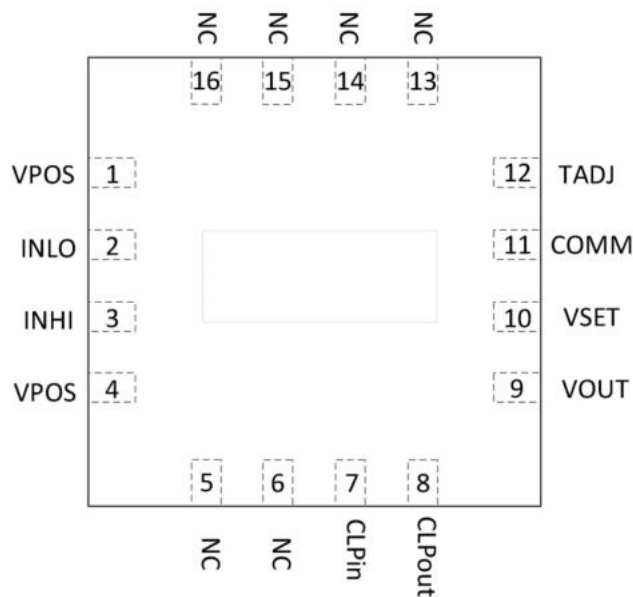 NC NC NC NC
16 15 14 13
VPOS 1 12 TADJ
INLO 2 11 COMM
INHI 3 10 VSET
VPOS 4 9 VOUT
5 6 7 8
NC NC CLPin CLPout